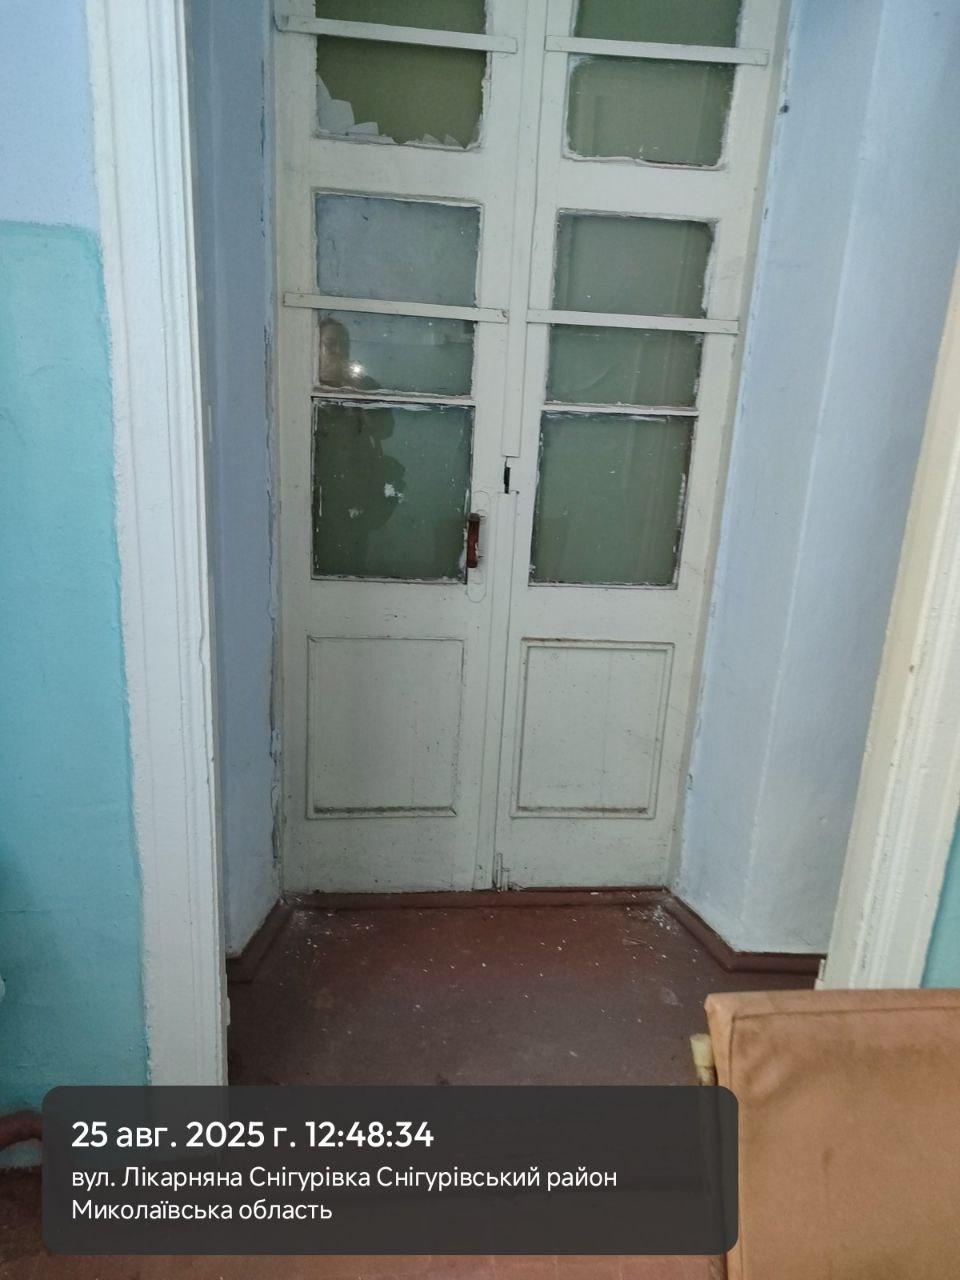 25 авг. 2025 г. 12:48:34
вул. Лікарняна Снігурівка Снігурівський район
Миколаївська область